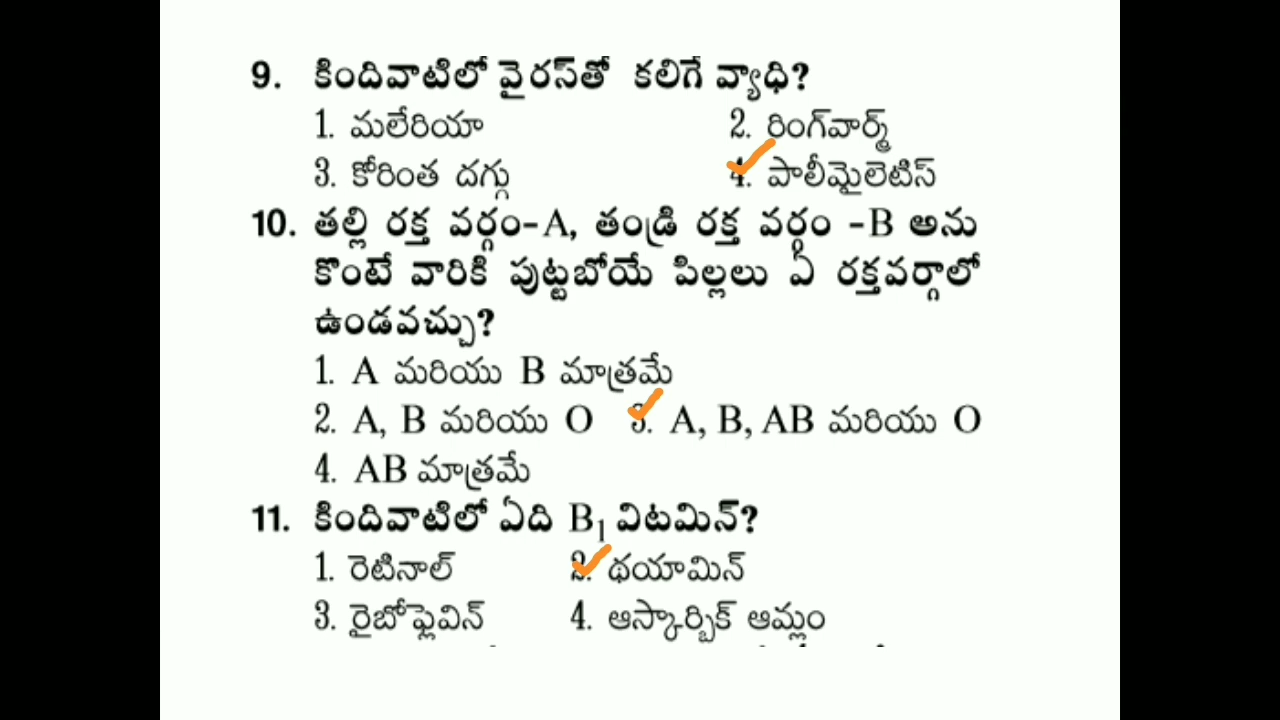 9. కిందివాటిలో వైరస్‌తో కలిగే వ్యాధి?
1. మలేరియా 2. రింగ్‌వార్మ్
3. కోరింత దగ్గు 4. పాలీమైలెటిస్
10. తల్లి రక్త వర్గం-A, తండ్రి రక్త వర్గం -B అను
కొంటే వారికి పుట్టబోయే పిల్లలు ఏ రక్తవర్గాలో
ఉండవచ్చు?
1. A మరియు B మాత్రమే
2. A, B మరియు O 3. A, B, AB మరియు O
4. AB మాత్రమే
11. కిందివాటిలో ఏది B1 విటమిన్?
1. రెటినాల్ 2. థయామిన్
3. రైబోఫ్లెవిన్ 4. ఆస్కార్బిక్ ఆమ్లం